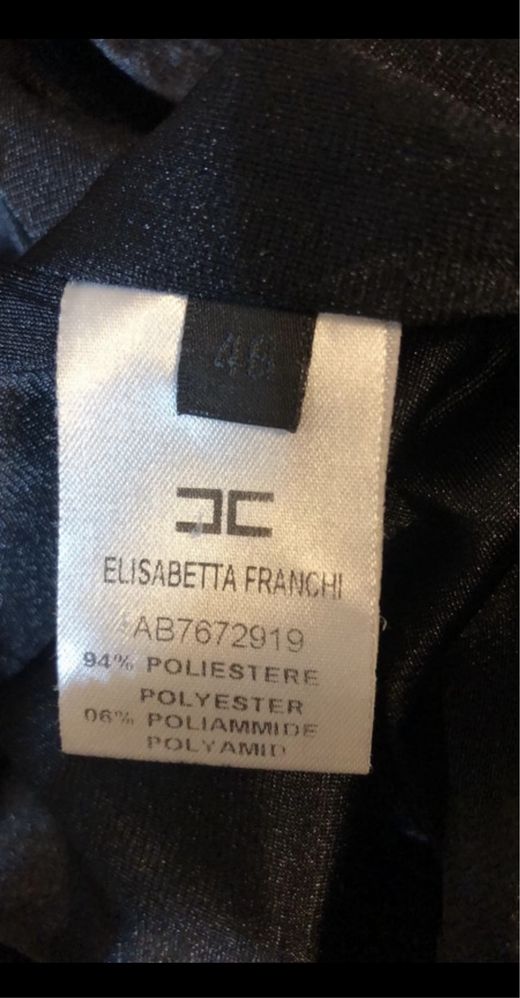 46
ELISABETTA FRANCHI
AB7672919
94% POLIESTERE
POLYESTER
06% POLIAMMIDE
POLYAMID